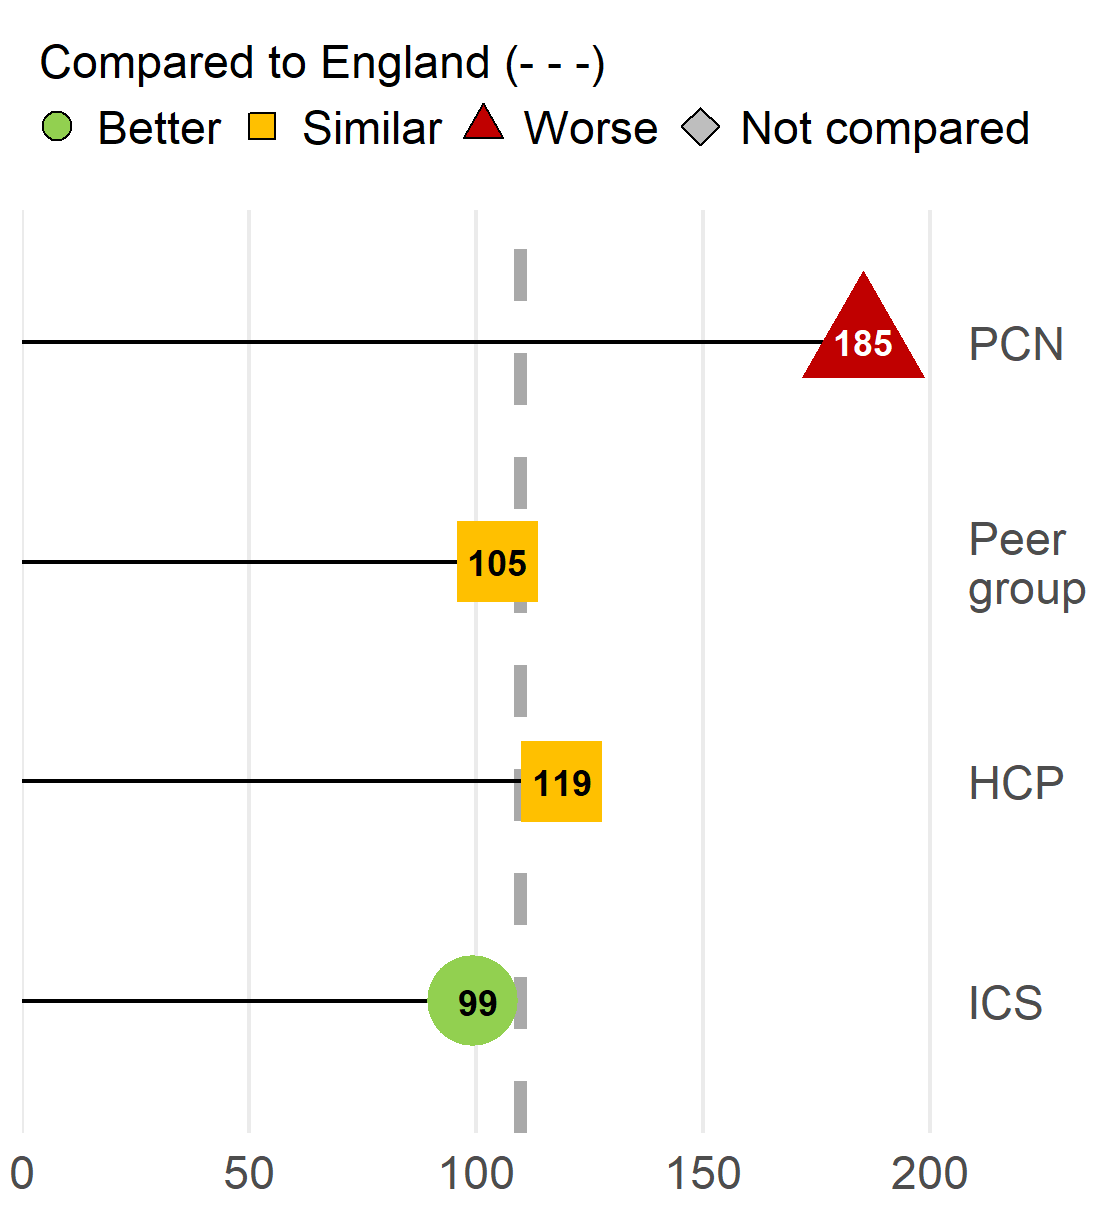 Compared to England (- - -)
Better Similar Worse Not compared
185 PCN
105 Peer
group
119 HCP
99 ICS
0 50 100 150 200